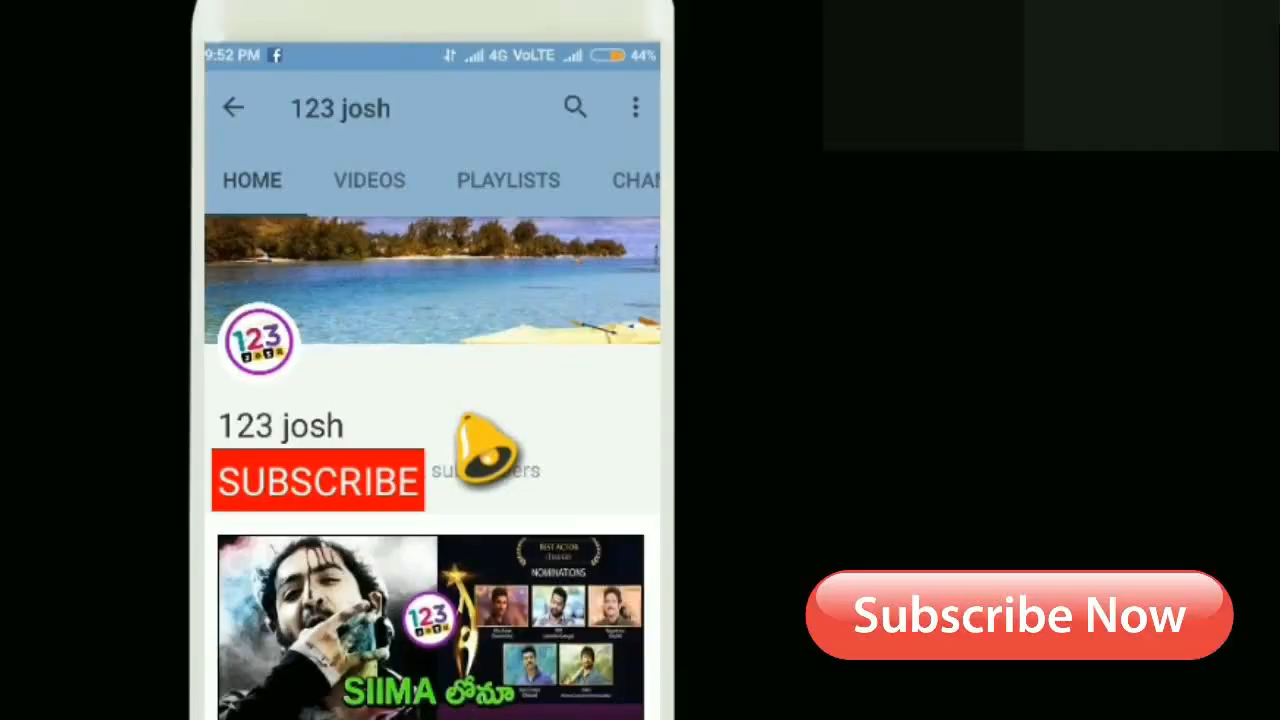 9:52 PM f 4G VoLTE 44%
123 josh
HOME VIDEOS PLAYLISTS CHAN
123
123 josh
SUBSCRIBE
BEST ACTOR
NOMINATIONS
123
SIIMA లోనూ
Subscribe Now